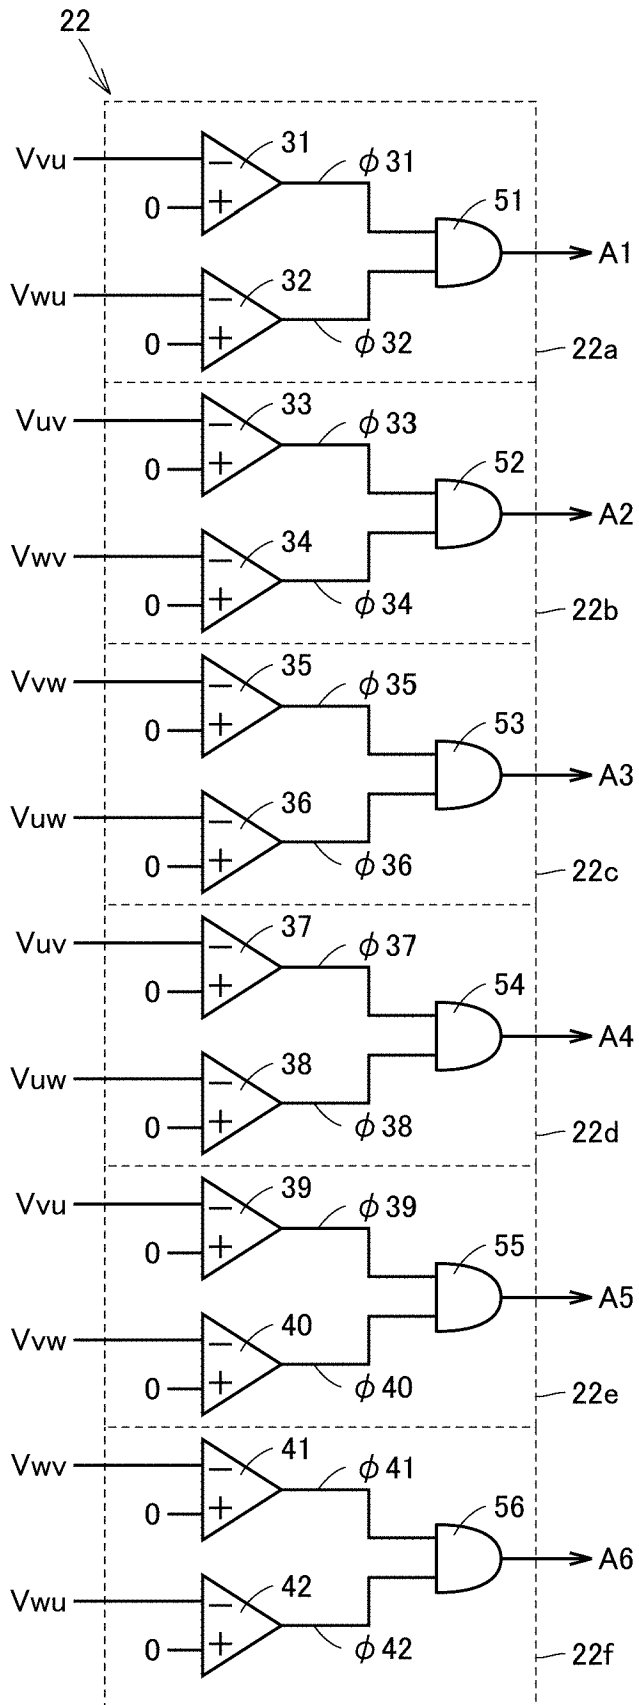 22
Vvu
−
31
ϕ31
0
+
51
A1
Vwu
−
32
ϕ32
0
+
22a
Vuv
−
33
ϕ33
0
+
52
A2
Vwv
−
34
ϕ34
0
+
22b
Vvw
−
35
ϕ35
0
+
53
A3
Vuw
−
36
ϕ36
0
+
22c
Vuv
−
37
ϕ37
0
+
54
A4
Vuw
−
38
ϕ38
0
+
22d
Vvu
−
39
ϕ39
0
+
55
A5
Vvw
−
40
ϕ40
0
+
22e
Vwv
−
41
ϕ41
0
+
56
A6
Vwu
−
42
ϕ42
0
+
22f